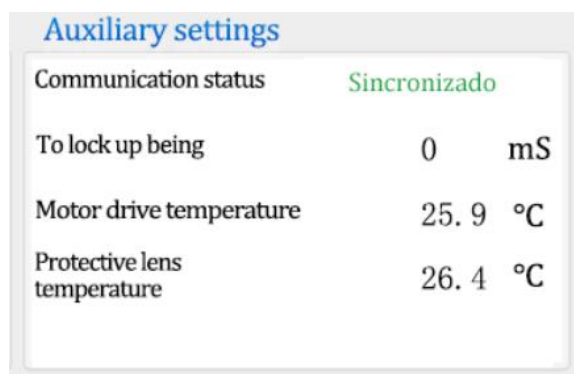 Auxiliary settings
Communication status Sincronizado
To lock up being 0 mS
Motor drive temperature 25. 9 °C
Protective lens
temperature 26. 4 °C